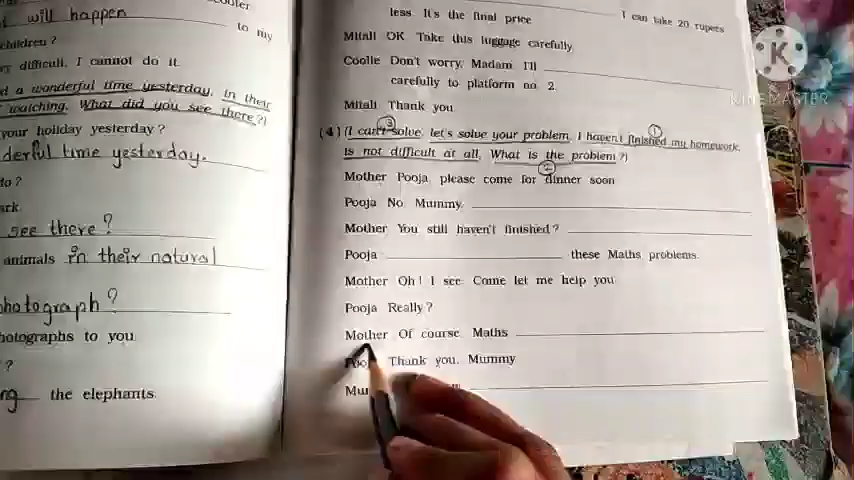 t will happen
to my
children ?
ry difficult. I cannot do it.
d a wonderful time yesterday, in their
watching, What did you see there?)
your holiday yesterday ?
derful time yesterday.
do ?
ark
see there ?
animals in their natural
photograph ?
hotographs to you
?
ng the elephants.
less. It's the final price
I can take 20 rupees
Mitali OK Take this luggage carefully
Coolie Don't worry, Madam I'll
carefully to platform no 2.
Mitali Thank you
(4) (I can't solve, let's solve your problem, I haven't finished my homework,
is not difficult at all, What is the problem ?)
3
1
2
Mother Pooja, please come for dinner soon
Pooja No Mummy,
Mother You still haven't finished ?
Pooja these Maths problems.
Mother Oh ! I see. Come let me help you
Pooja Really ?
Mother Of course. Maths
Pooja Thank you, Mummy
Mu
KINEMASTER